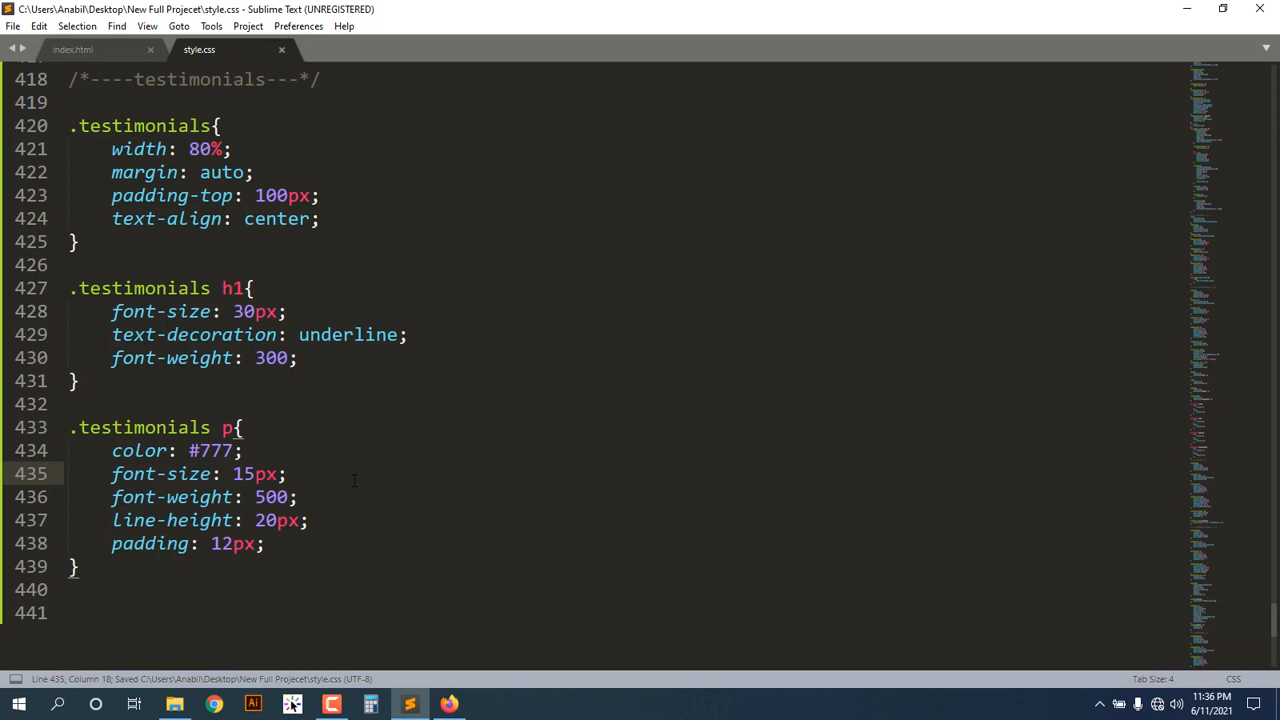 C:\Users\Anabil\Desktop\New Full Projecet\style.css - Sublime Text (UNREGISTERED)
File Edit Selection Find View Goto Tools Project Preferences Help
index.html style.css
418 /*----testimonials---*/
419
420 .testimonials{
421 width: 80%;
422 margin: auto;
423 padding-top: 100px;
424 text-align: center;
425 }
426
427 .testimonials h1{
428 font-size: 30px;
429 text-decoration: underline;
430 font-weight: 300;
431 }
432
433 .testimonials p{
434 color: #777;
435 font-size: 15px;
436 font-weight: 500;
437 line-height: 20px;
438 padding: 12px;
439 }
440
441
Line 435, Column 18; Saved C:\Users\Anabil\Desktop\New Full Projecet\style.css (UTF-8) Tab Size: 4 CSS
Ai
11:36 PM
6/11/2021